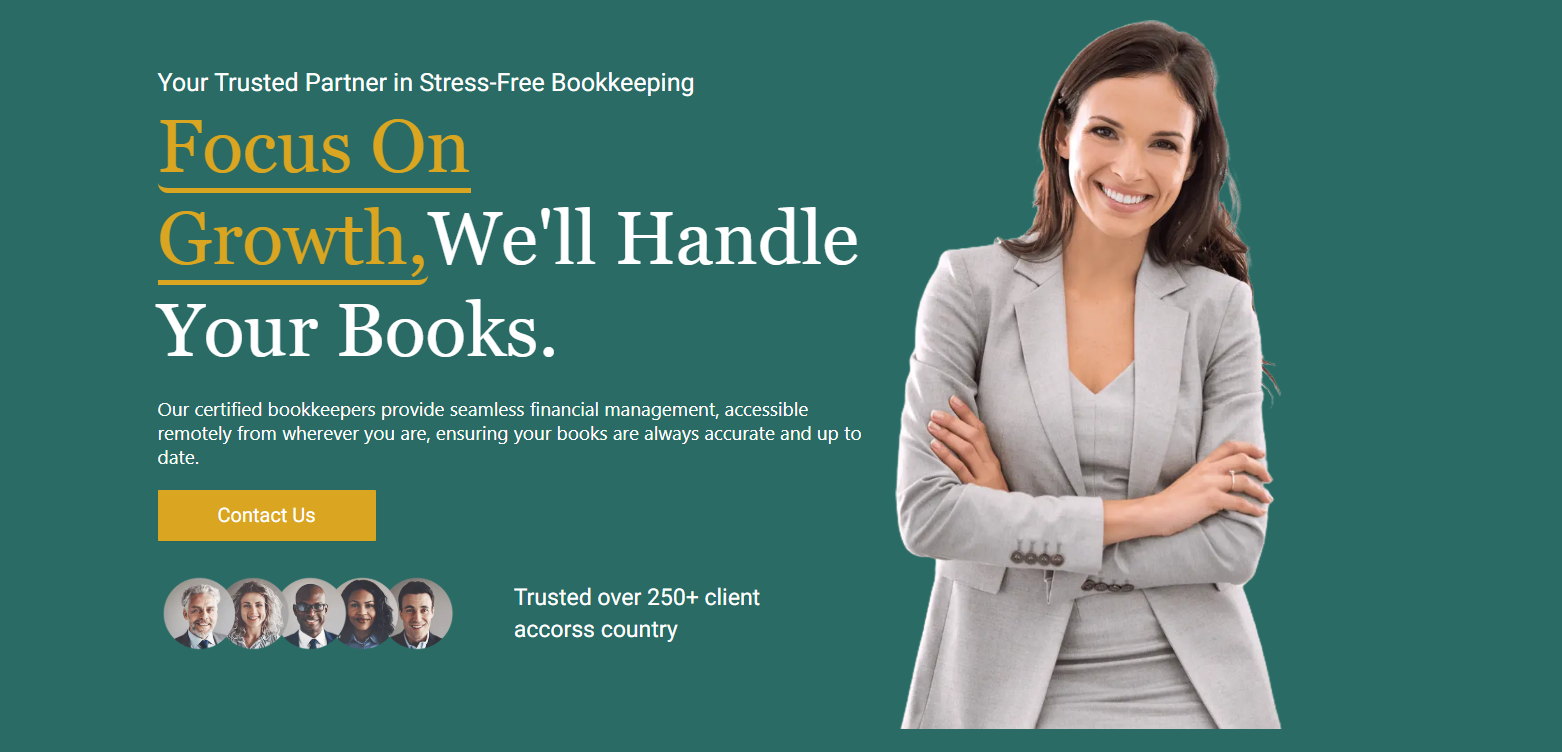 Your Trusted Partner in Stress-Free Bookkeeping
Focus On
Growth,We'll Handle
Your Books.
Our certified bookkeepers provide seamless financial management, accessible
remotely from wherever you are, ensuring your books are always accurate and up to
date.
Contact Us
Trusted over 250+ client
accorss country